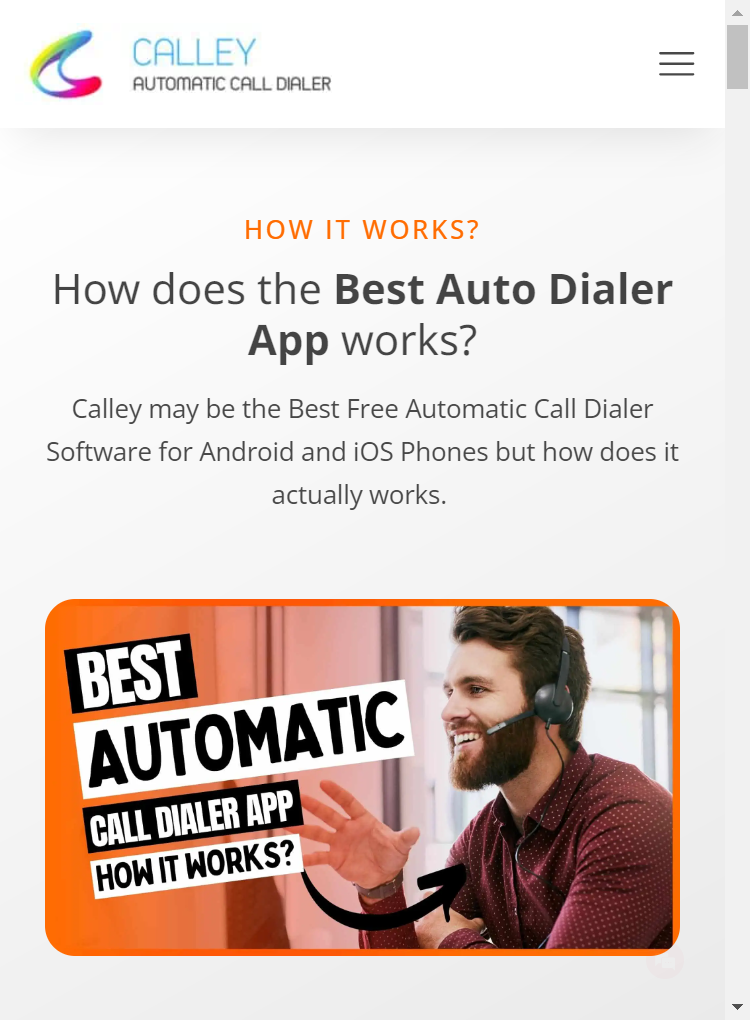 CALLEY
AUTOMATIC CALL DIALER
HOW IT WORKS?
How does the Best Auto Dialer
App works?
Calley may be the Best Free Automatic Call Dialer
Software for Android and iOS Phones but how does it
actually works.
BEST
AUTOMATIC
CALL DIALER APP
HOW IT WORKS?